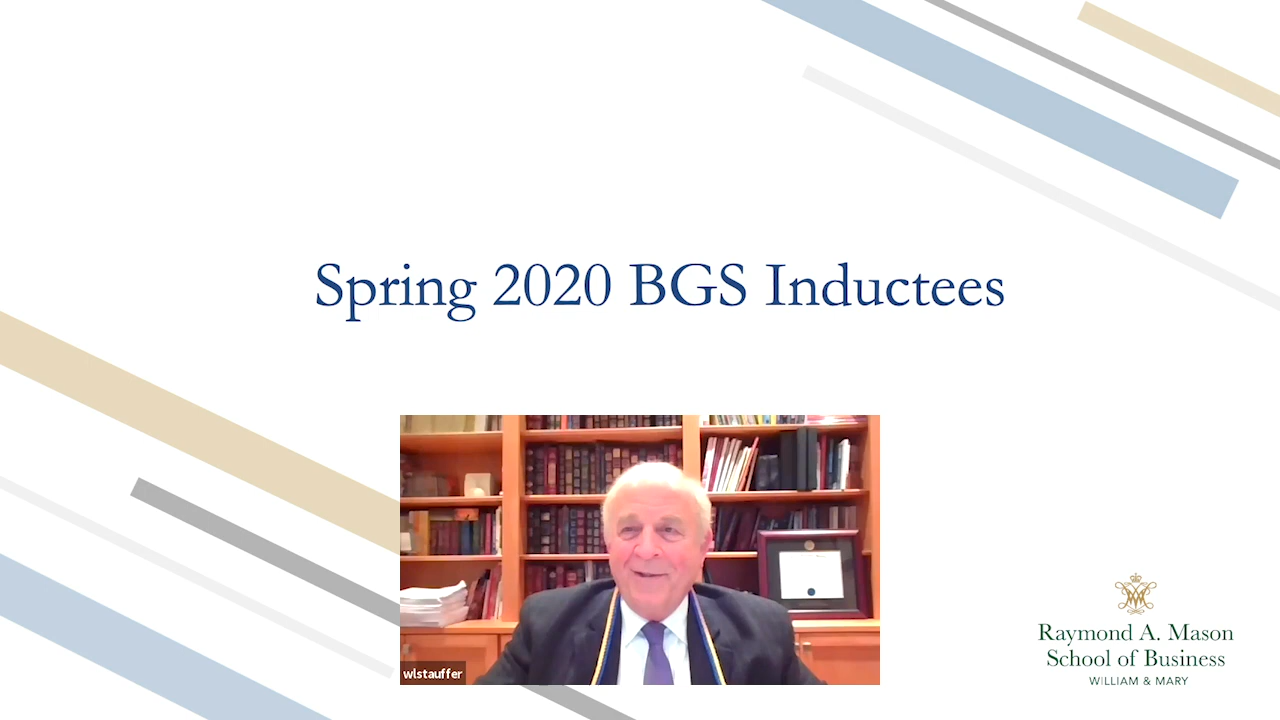 Spring 2020 BGS Inductees
wlstauffer
Raymond A. Mason
School of Business
WILLIAM & MARY